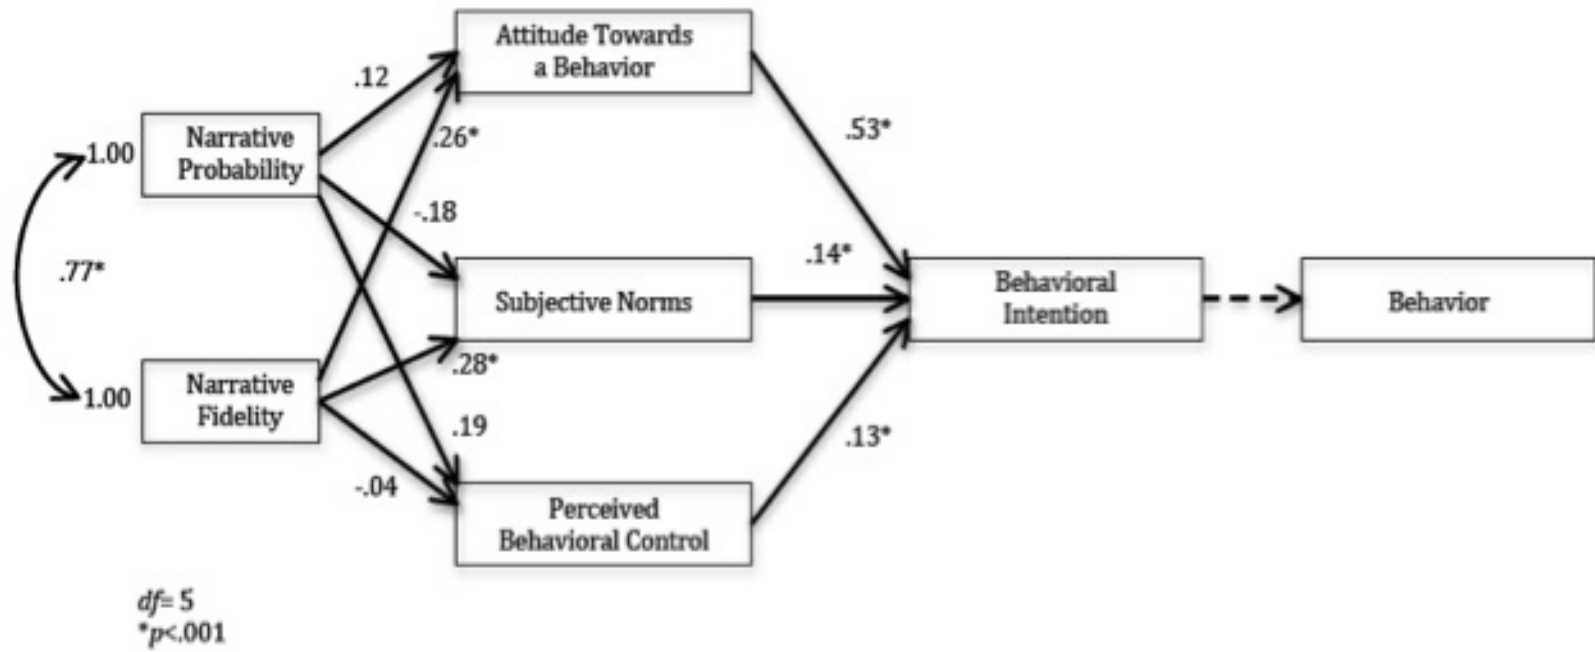 Attitude Towards
a Behavior
.12
Narrative
Probability
1.00
.26*
.53*
-.18
.77*
.14*
Subjective Norms
Behavioral
Intention
Behavior
.28*
Narrative
Fidelity
1.00
.19
.13*
-.04
Perceived
Behavioral Control
df= 5
*p<.001